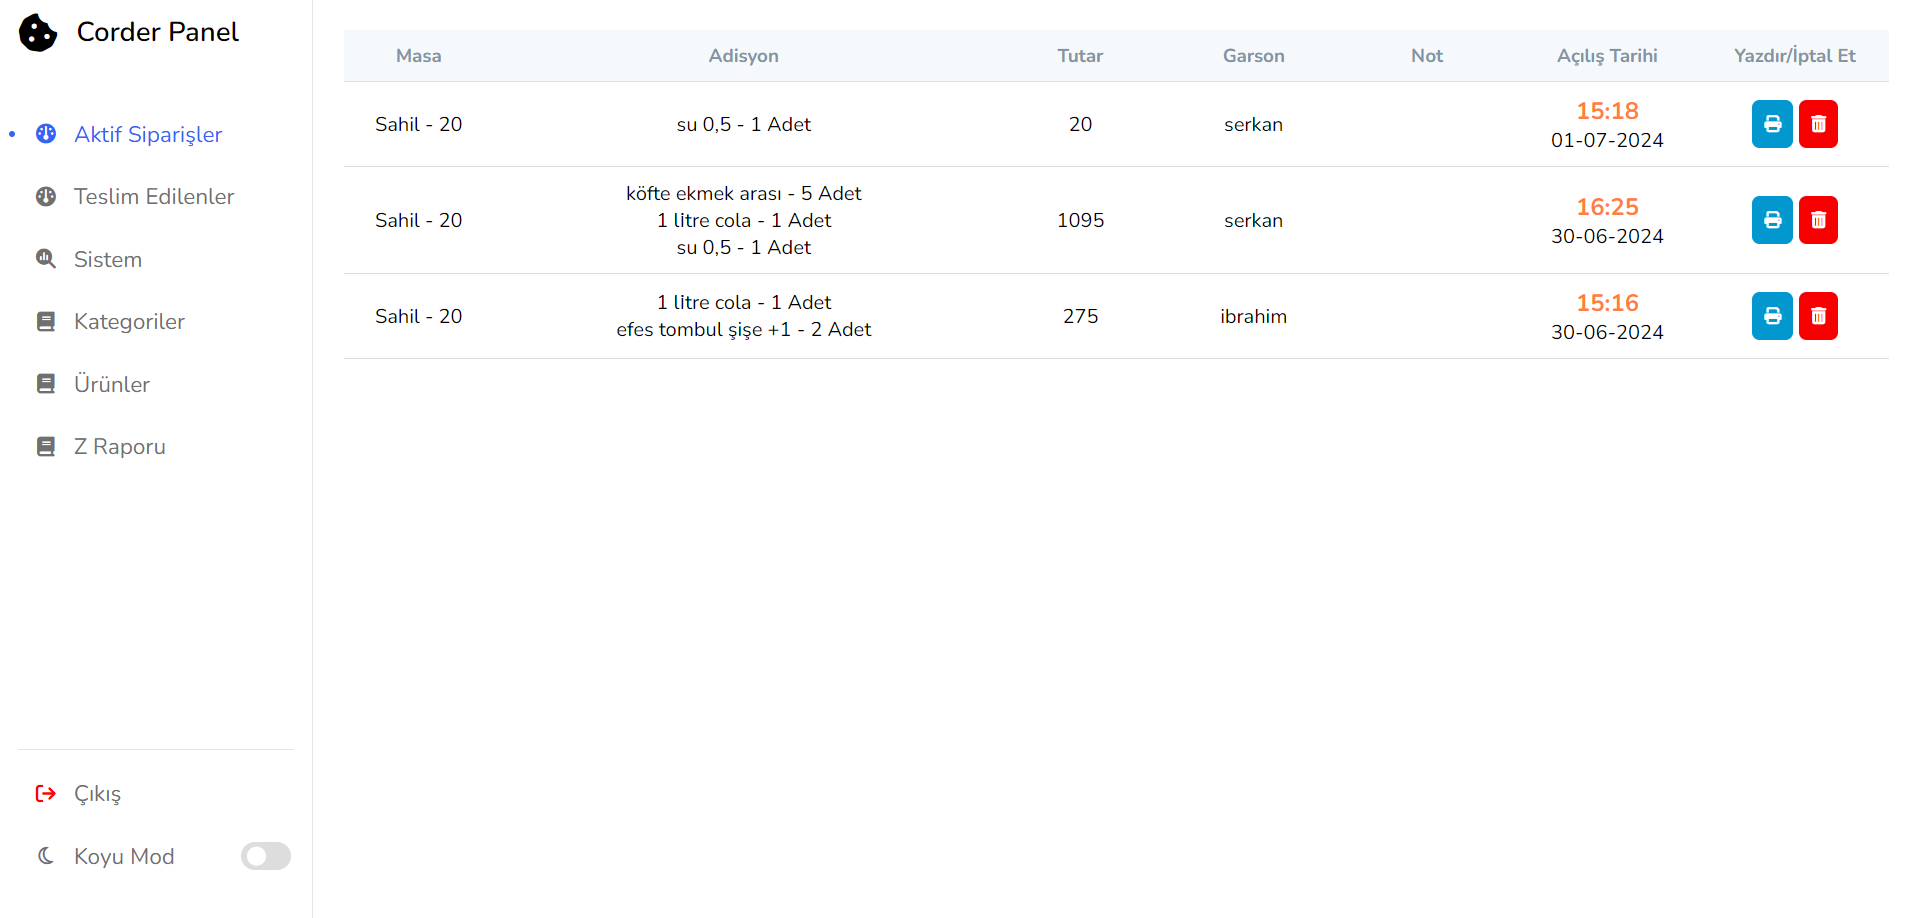 Corder Panel
Aktif Siparişler
Teslim Edilenler
Sistem
Kategoriler
Ürünler
Z Raporu
Çıkış
Koyu Mod
Masa Adisyon Tutar Garson Not Açılış Tarihi Yazdır/İptal Et
Sahil - 20 su 0,5 - 1 Adet 20 serkan 15:18
01-07-2024
Sahil - 20 köfte ekmek arası - 5 Adet
1 litre cola - 1 Adet
su 0,5 - 1 Adet
1095 serkan 16:25
30-06-2024
Sahil - 20 1 litre cola - 1 Adet
efes tombul şişe +1 - 2 Adet
275 ibrahim 15:16
30-06-2024